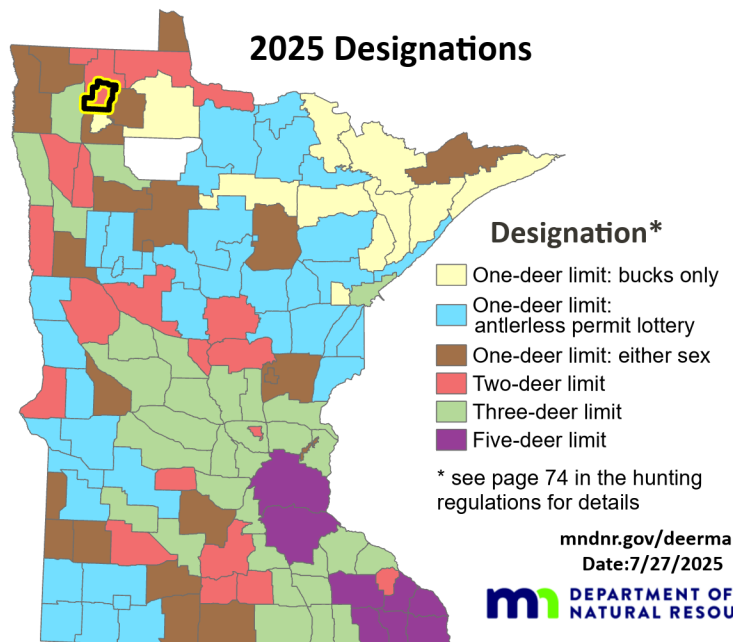 2025 Designations
Designation*
One-deer limit: bucks only
One-deer limit:
antlerless permit lottery
One-deer limit: either sex
Two-deer limit
Three-deer limit
Five-deer limit
* see page 74 in the hunting
regulations for details
mndnr.gov/deerma
Date:7/27/2025
mn DEPARTMENT OF
NATURAL RESOU